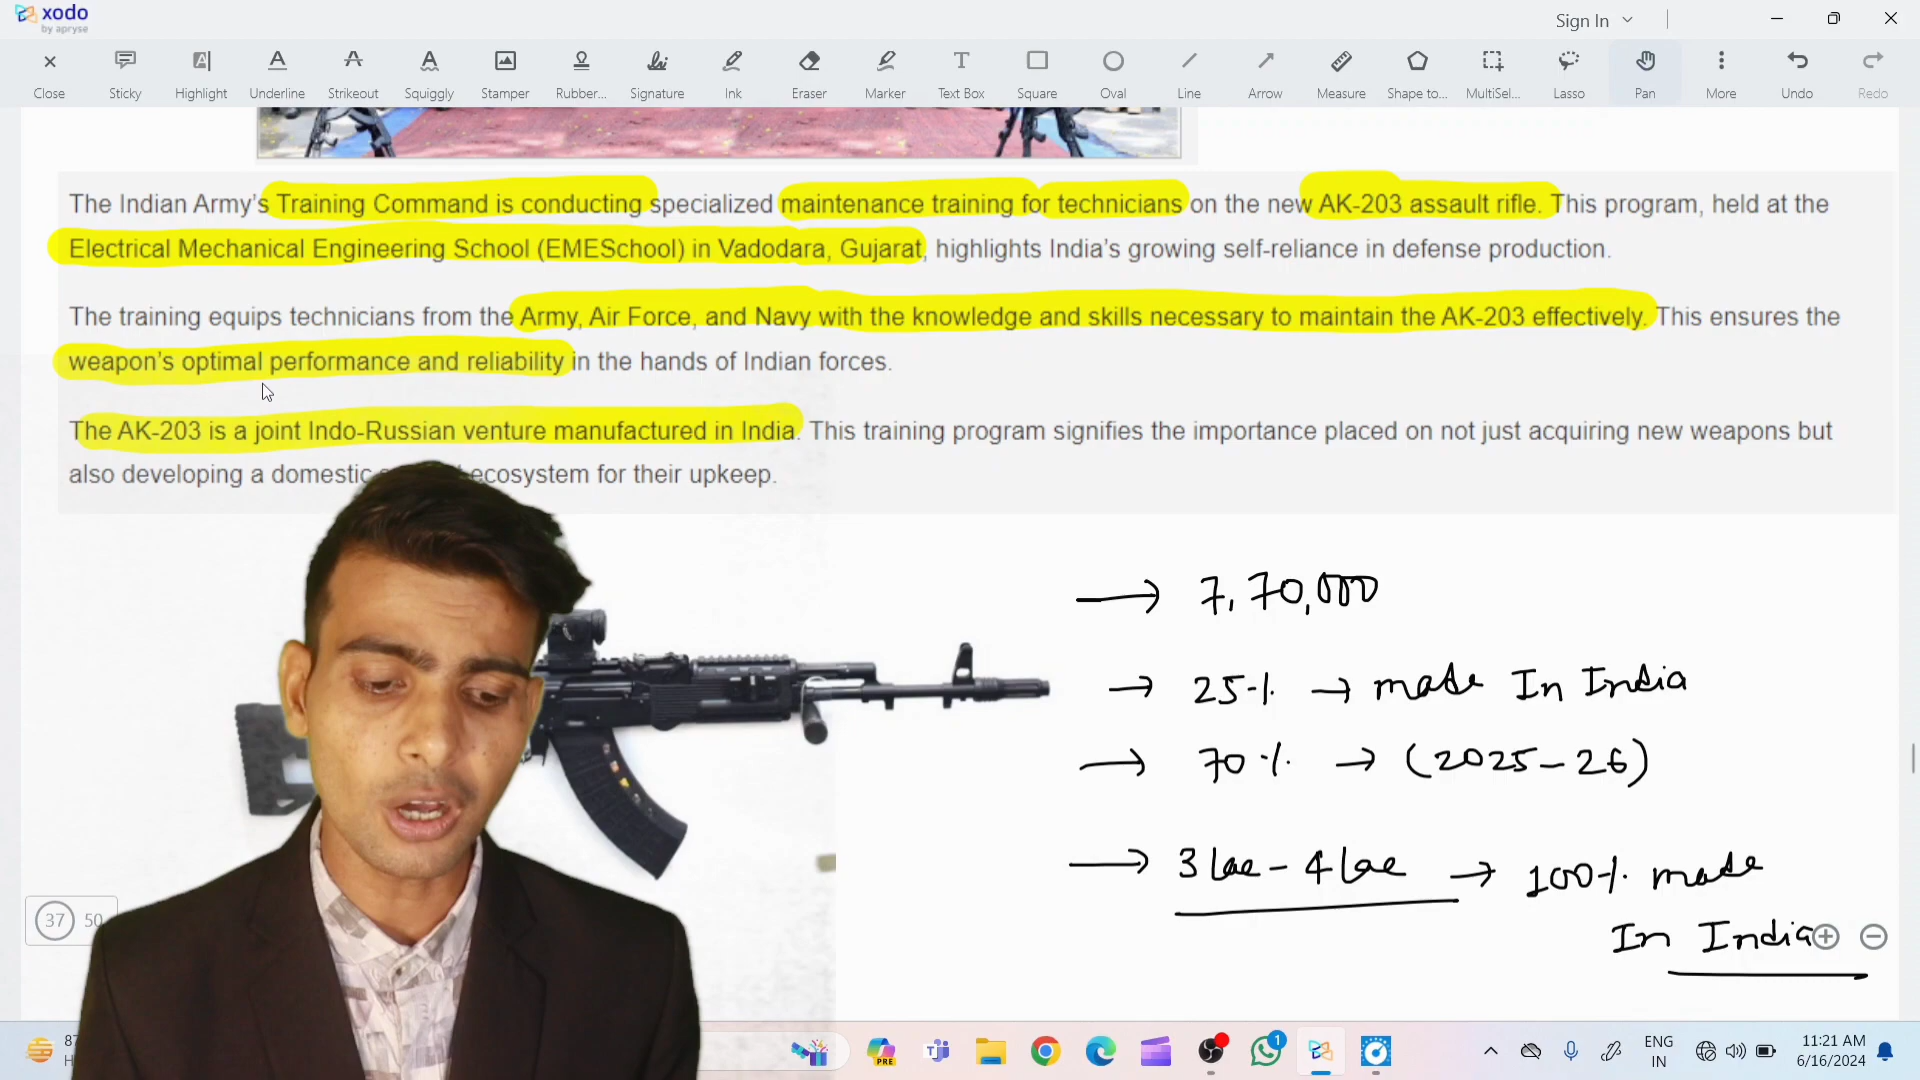 xodo
by apryse
Sign In
Close
Sticky
Highlight
Underline
Strikeout
Squiggly
Stamper
Rubber...
Signature
Ink
Eraser
Marker
Text Box
Square
Oval
Line
Arrow
Measure
Shape to...
MultiSel...
Lasso
Pan
More
Undo
Redo
The Indian Army's Training Command is conducting specialized maintenance training for technicians on the new AK-203 assault rifle. This program, held at the
Electrical Mechanical Engineering School (EMESchool) in Vadodara, Gujarat, highlights India's growing self-reliance in defense production.
The training equips technicians from the Army, Air Force, and Navy with the knowledge and skills necessary to maintain the AK-203 effectively. This ensures the
weapon's optimal performance and reliability in the hands of Indian forces.
The AK-203 is a joint Indo-Russian venture manufactured in India. This training program signifies the importance placed on not just acquiring new weapons but
also developing a domestic ecosystem for their upkeep.
→ 7,70,000
→ 25% → made In India
→ 70% → (2025-26)
→ 3 lac - 4 lac → 100% made
In India
37 50
PRE
1
ENG
IN
11:21 AM
6/16/2024